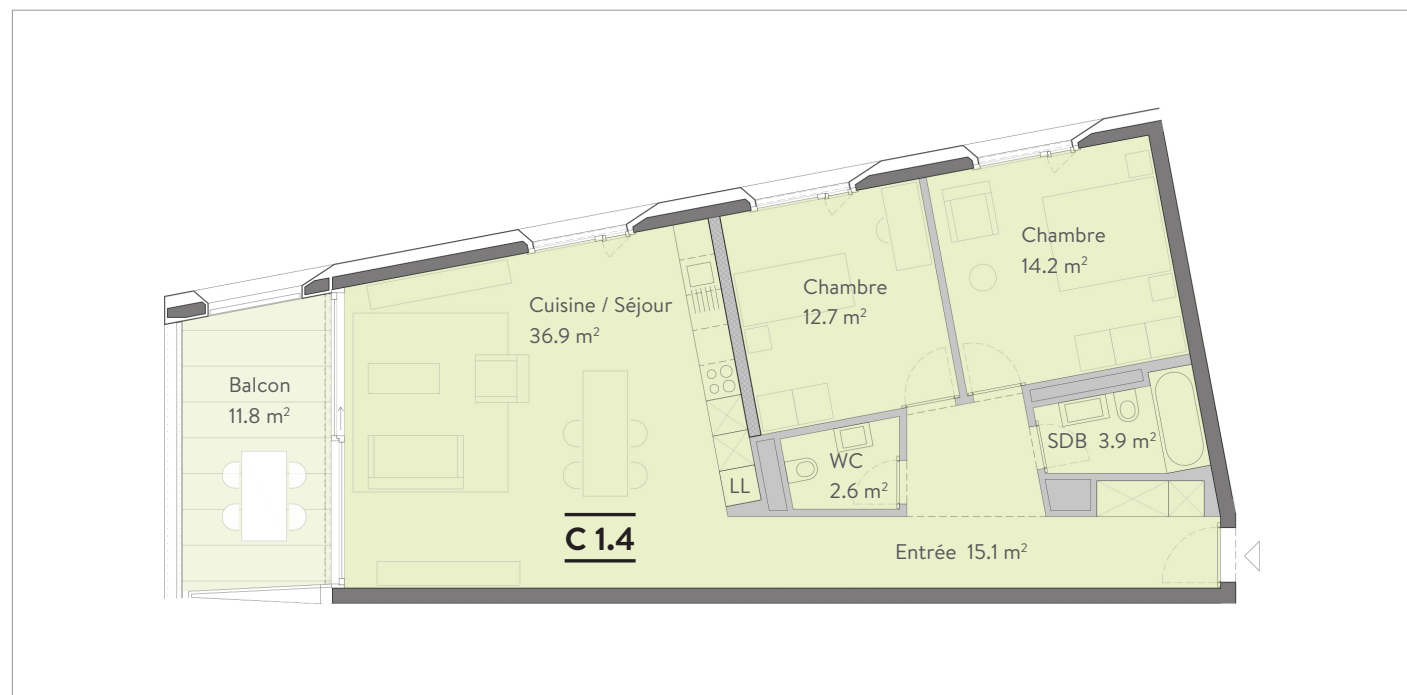 Chambre
14.2 m²
Chambre
12.7 m²
Cuisine / Séjour
36.9 m²
Balcon
11.8 m²
SDB 3.9 m²
WC
2.6 m²
LL
C 1.4
Entrée 15.1 m²